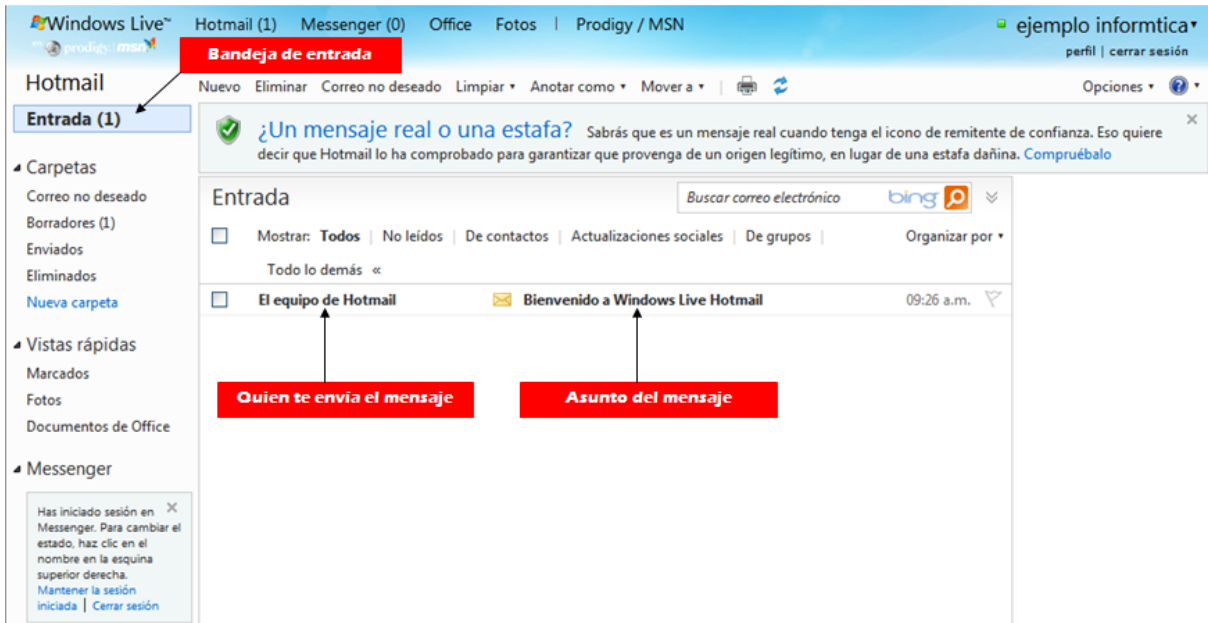 Windows Live™ Hotmail (1) Messenger (0) Office Fotos | Prodigy / MSN ejemplo informtica
prodigy msn perfil | cerrar sesión
Bandeja de entrada
Hotmail Nuevo Eliminar Correo no deseado Limpiar Anotar como Mover a | Opciones
Entrada (1)
¿Un mensaje real o una estafa? Sabrás que es un mensaje real cuando tenga el icono de remitente de confianza. Eso quiere
decir que Hotmail lo ha comprobado para garantizar que provenga de un origen legítimo, en lugar de una estafa dañina. Compruébalo
Carpetas
Correo no deseado
Borradores (1)
Enviados
Eliminados
Nueva carpeta
Vistas rápidas
Marcados
Fotos
Documentos de Office
Messenger
Has iniciado sesión en
Messenger. Para cambiar el
estado, haz clic en el
nombre en la esquina
superior derecha.
Mantener la sesión
iniciada | Cerrar sesión
Entrada Buscar correo electrónico bing
Mostrar: Todos | No leídos | De contactos | Actualizaciones sociales | De grupos | Organizar por
Todo lo demás «
El equipo de Hotmail Bienvenido a Windows Live Hotmail 09:26 a.m.
Quien te envia el mensaje Asunto del mensaje